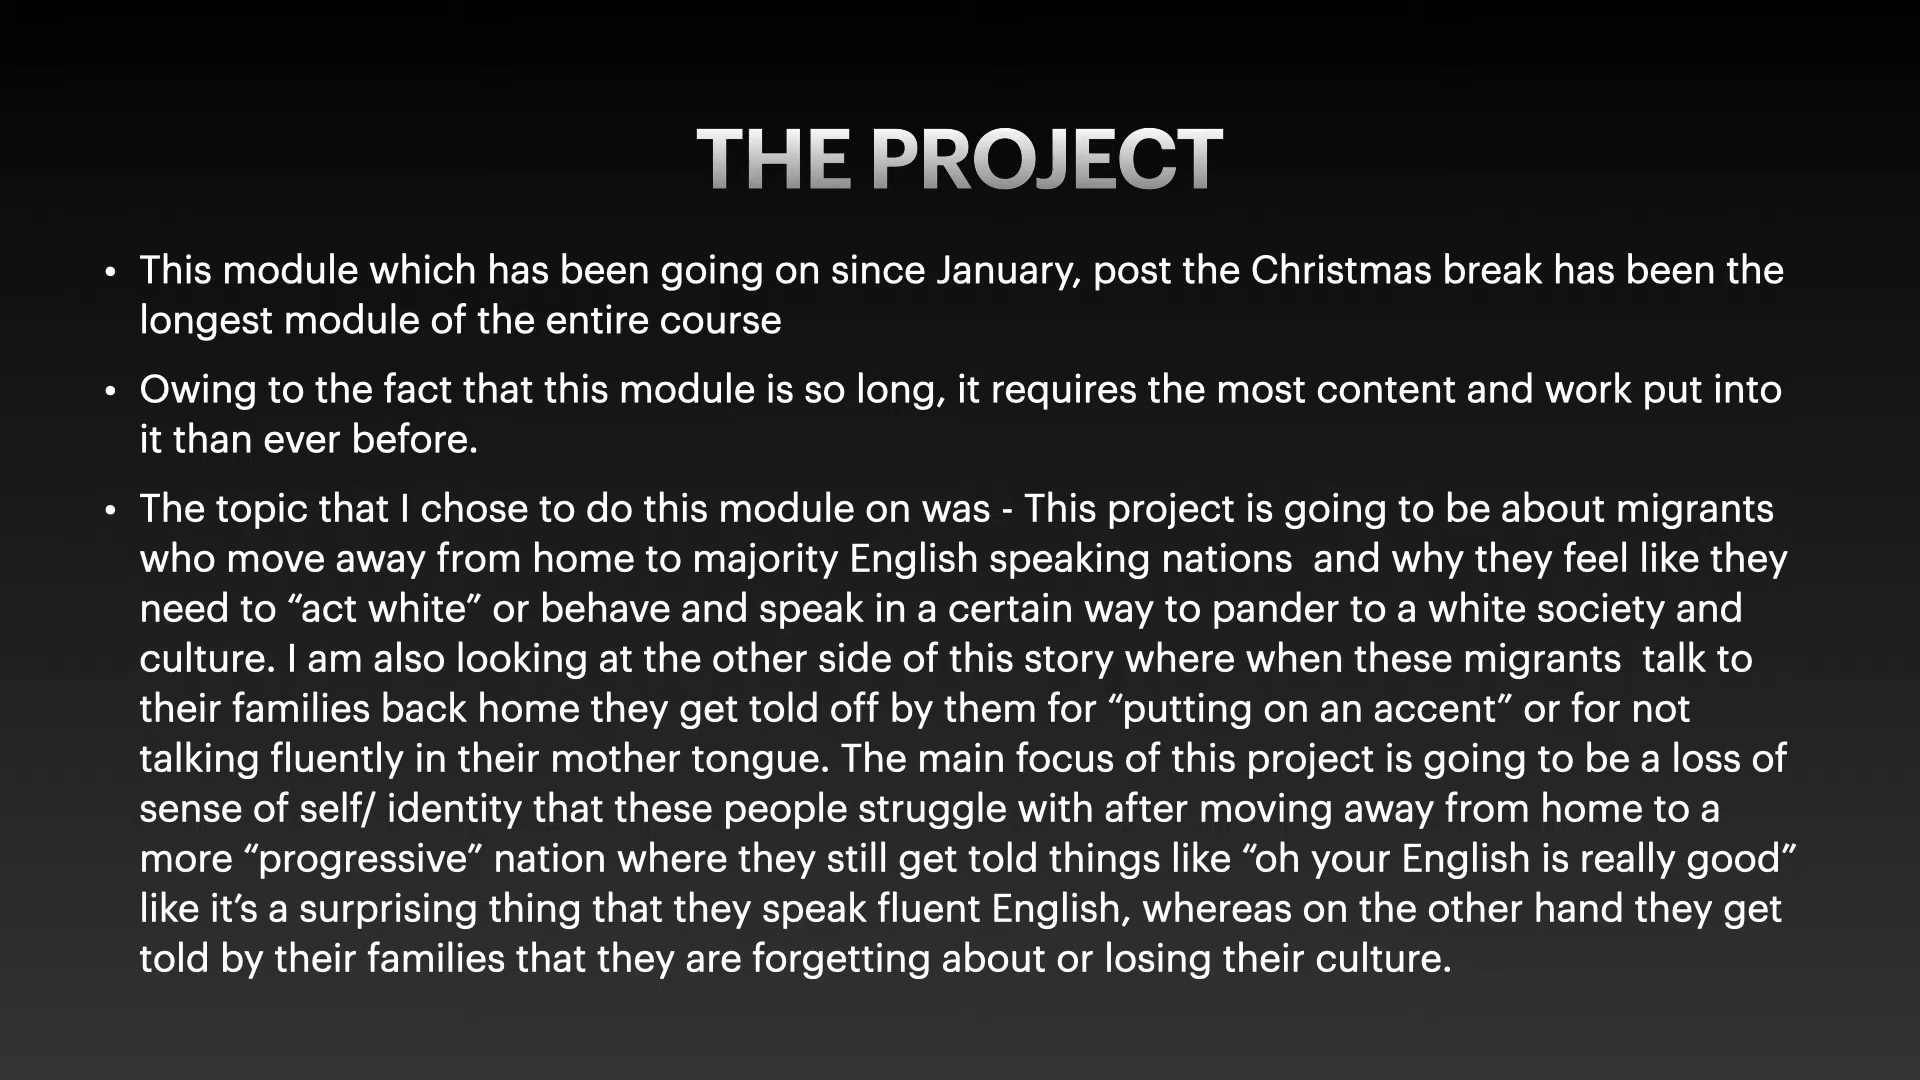 THE PROJECT
• This module which has been going on since January, post the Christmas break has been the
longest module of the entire course
• Owing to the fact that this module is so long, it requires the most content and work put into
it than ever before.
• The topic that I chose to do this module on was - This project is going to be about migrants
who move away from home to majority English speaking nations  and why they feel like they
need to “act white” or behave and speak in a certain way to pander to a white society and
culture. I am also looking at the other side of this story where when these migrants  talk to
their families back home they get told off by them for “putting on an accent” or for not
talking fluently in their mother tongue. The main focus of this project is going to be a loss of
sense of self/ identity that these people struggle with after moving away from home to a
more “progressive” nation where they still get told things like “oh your English is really good”
like it’s a surprising thing that they speak fluent English, whereas on the other hand they get
told by their families that they are forgetting about or losing their culture.